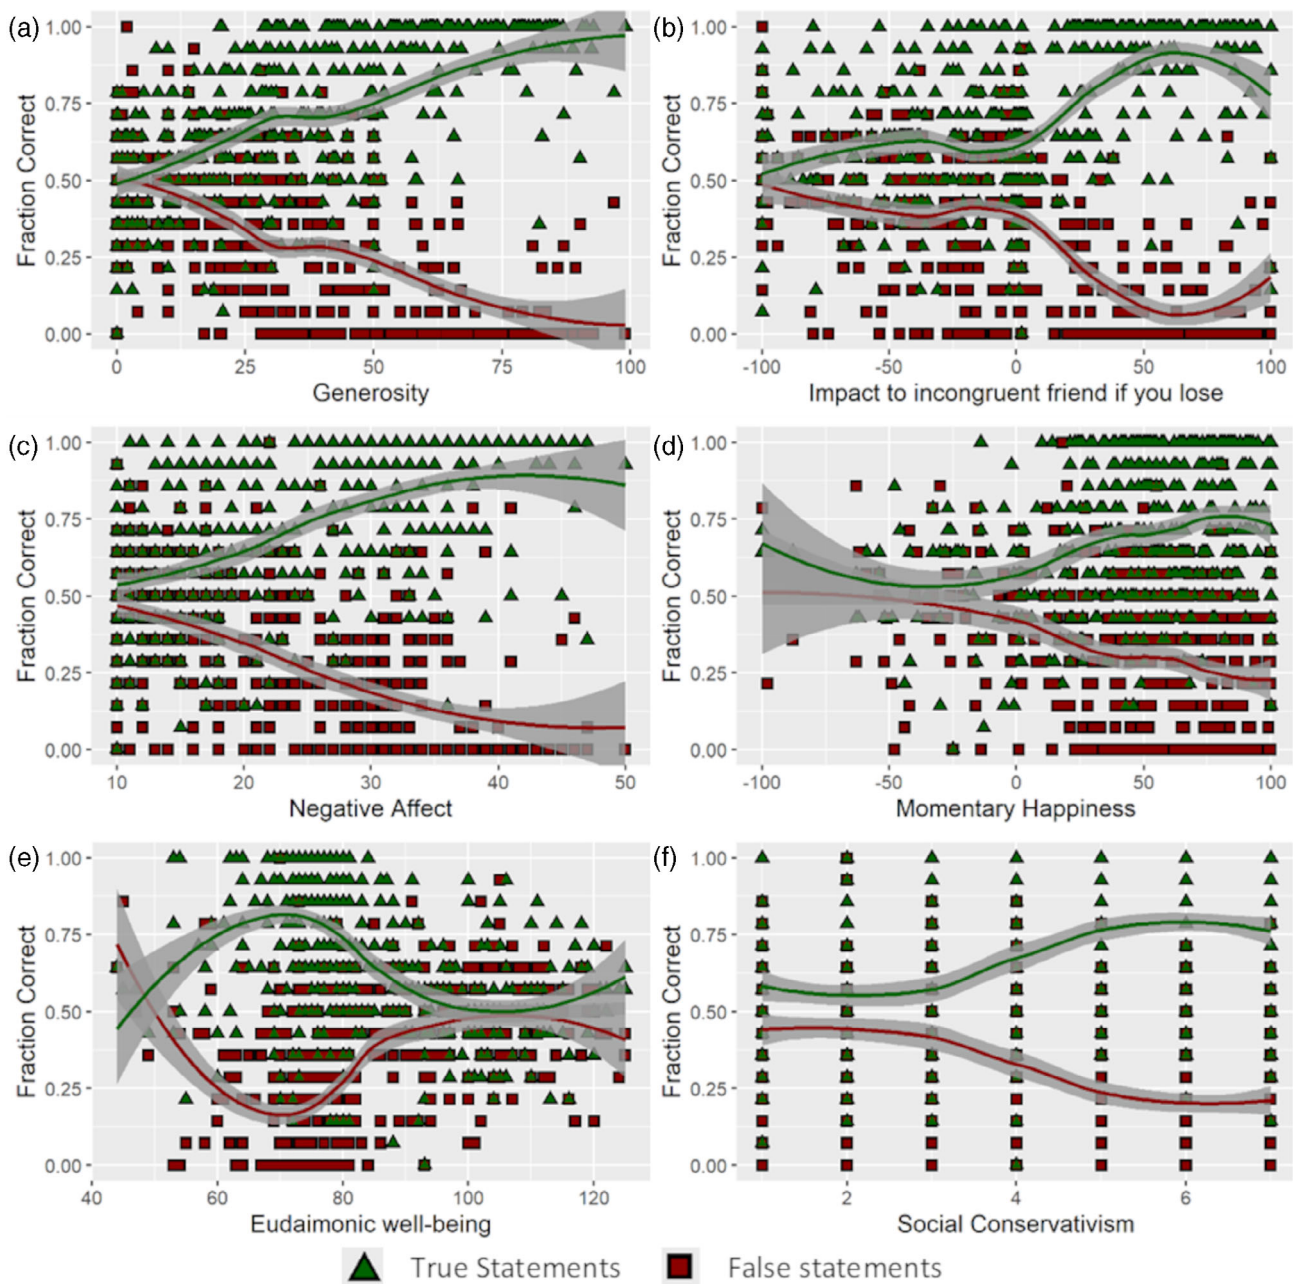 (a)
Fraction Correct
1.00
0.75
0.50
0.25
0.00
0 25 50 75 100
Generosity
(b)
Fraction Correct
1.00
0.75
0.50
0.25
0.00
-100 -50 0 50 100
Impact to incongruent friend if you lose
(c)
Fraction Correct
1.00
0.75
0.50
0.25
0.00
10 20 30 40 50
Negative Affect
(d)
Fraction Correct
1.00
0.75
0.50
0.25
0.00
-100 -50 0 50 100
Momentary Happiness
(e)
Fraction Correct
1.00
0.75
0.50
0.25
0.00
40 60 80 100 120
Eudaimonic well-being
(f)
Fraction Correct
1.00
0.75
0.50
0.25
0.00
2 4 6
Social Conservativism
True Statements False statements